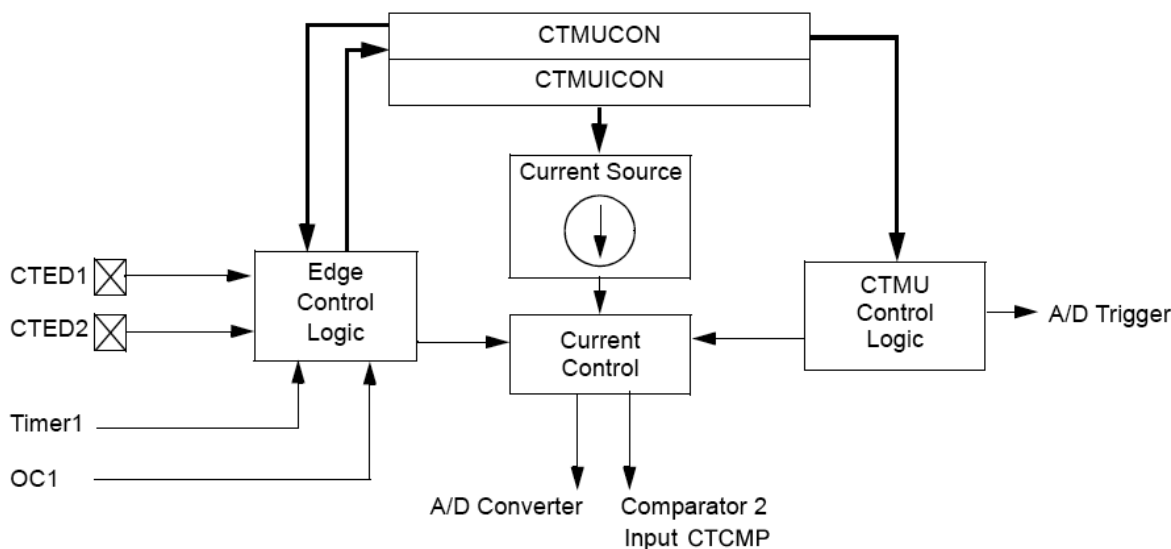 CTMUCON
CTMUICON
Current Source
CTED1
CTED2
Edge
Control
Logic
CTMU
Control
Logic
A/D Trigger
Current
Control
Timer1
OC1
A/D Converter
Comparator 2
Input CTCMP